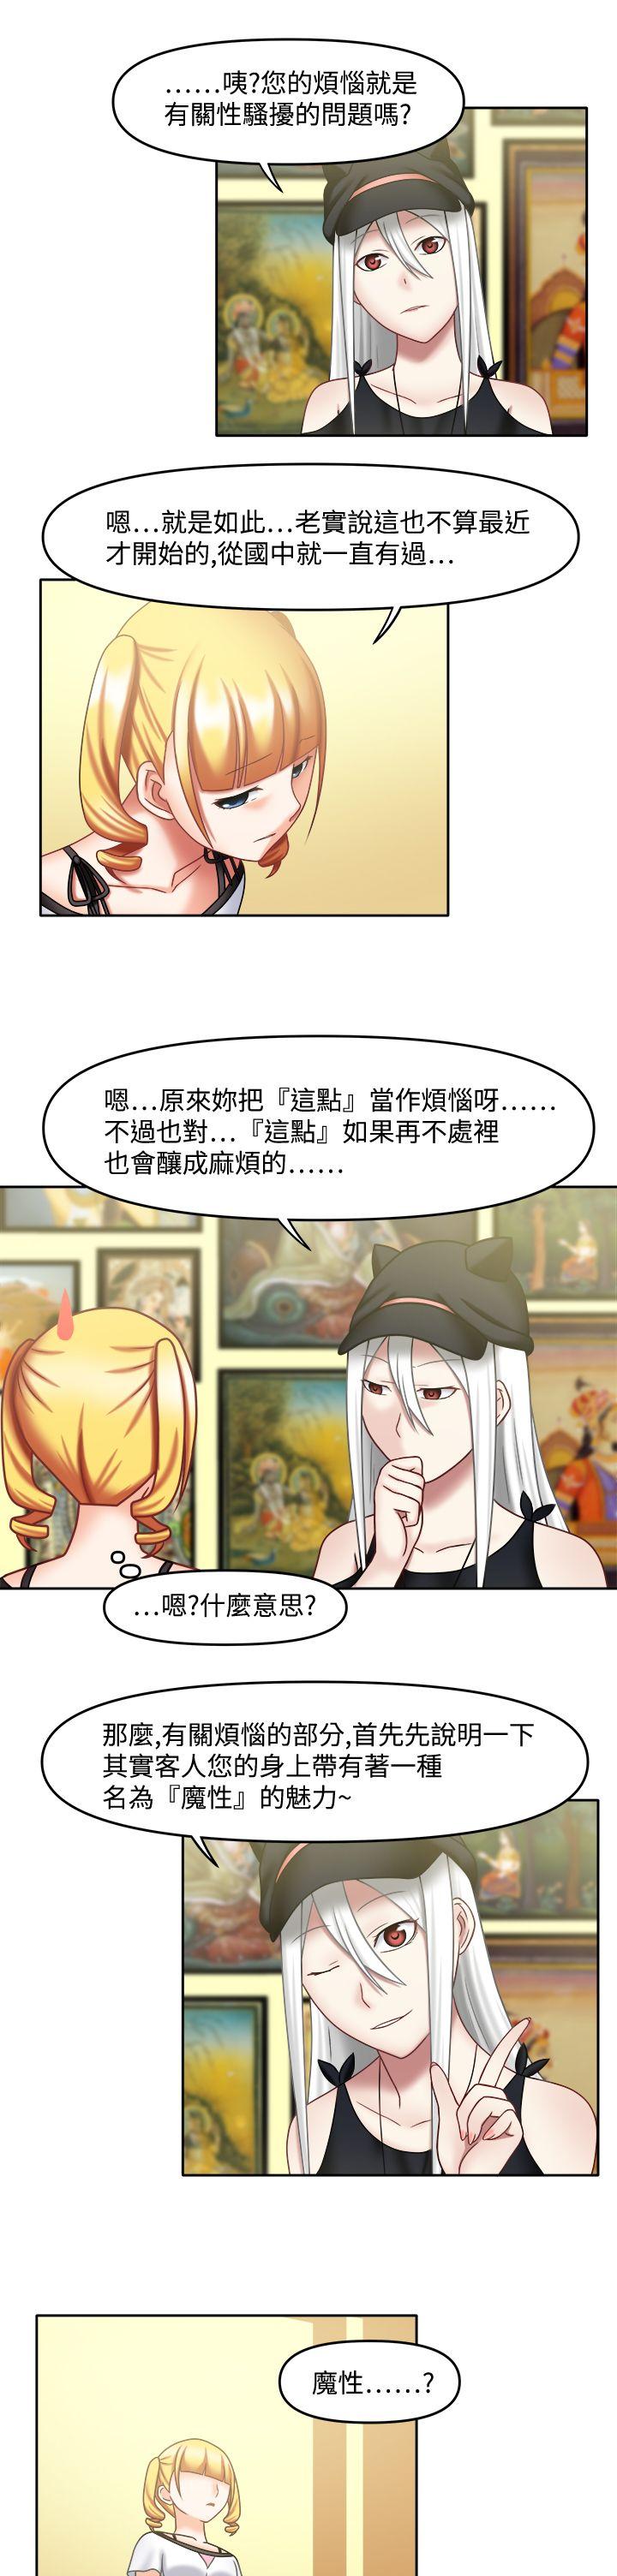 ……咦?您的煩惱就是
有關性騷擾的問題嗎?
嗯…就是如此…老實說這也不算最近
才開始的,從國中就一直有過…
嗯…原來妳把『這點』當作煩惱呀……
不過也對…『這點』如果再不處裡
也會釀成麻煩的……
…嗯?什麼意思?
那麼,有關煩惱的部分,首先先說明一下
其實客人您的身上帶有著一種
名為『魔性』的魅力~
魔性……?